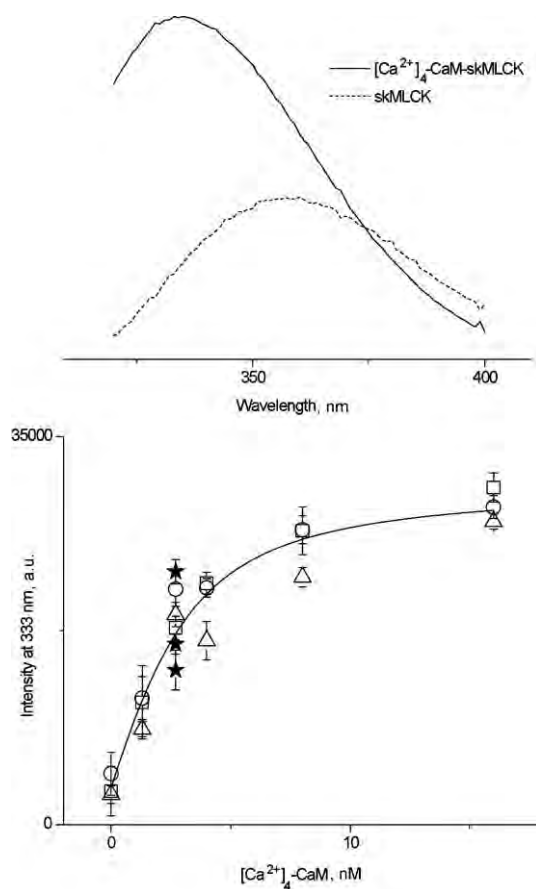 [Ca²⁺]₄-CaM-skMLCK
skMLCK
350
400
Wavelength, nm
35000
Intensity at 333 nm, a.u.
333
0
0
10
[Ca²⁺]₄-CaM, nM